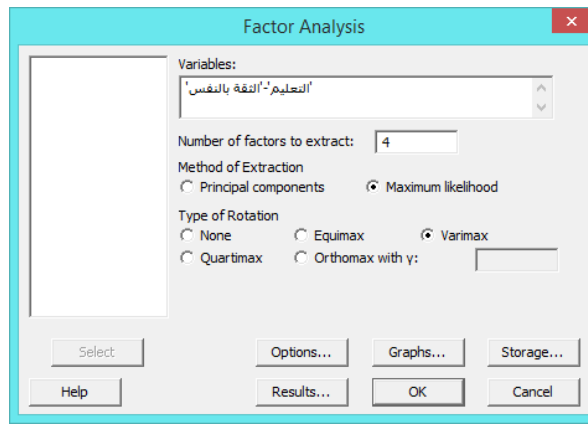 Factor Analysis
Variables:
'التعليم'-'الثقة بالنفس'
Number of factors to extract: 4
Method of Extraction
Principal components Maximum likelihood
Type of Rotation
None Equimax Varimax
Quartimax Orthomax with γ:
Select Options... Graphs... Storage...
Help Results... OK Cancel